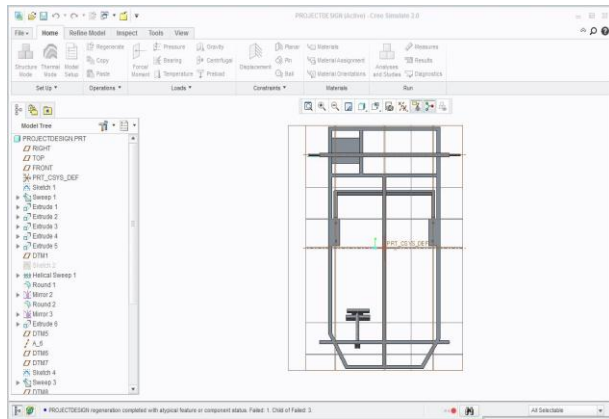 PROJECTDESIGN (Active) - Creo Simulate 2.0
File Home Refine Model Inspect Tools View
Structure Mode Thermal Mode Model Setup
Regenerate
Copy
Paste
Force/ Moment
Pressure Gravity
Bearing Centrifugal
Temperature Preload
Displacement
Planar
Pin
Ball
Materials
Material Assignment
Material Orientations
Analyses and Studies
Measures
Results
Diagnostics
Set Up Operations Loads Constraints Materials Run
Model Tree
PROJECTDESIGN.PRT
RIGHT
TOP
FRONT
PRT_CSYS_DEF
Sketch 1
Sweep 1
Extrude 1
Extrude 2
Extrude 3
Extrude 4
Extrude 5
DTM1
Sketch 2
Helical Sweep 1
Round 1
Mirror 2
Round 2
Mirror 3
Extrude 6
DTM5
A_6
DTM6
DTM7
Sketch 4
Sweep 3
PRT_CSYS_DEF
PROJECTDESIGN regeneration completed with atypical feature or component status. Failed: 1. Child of Failed: 3.
All Selectable